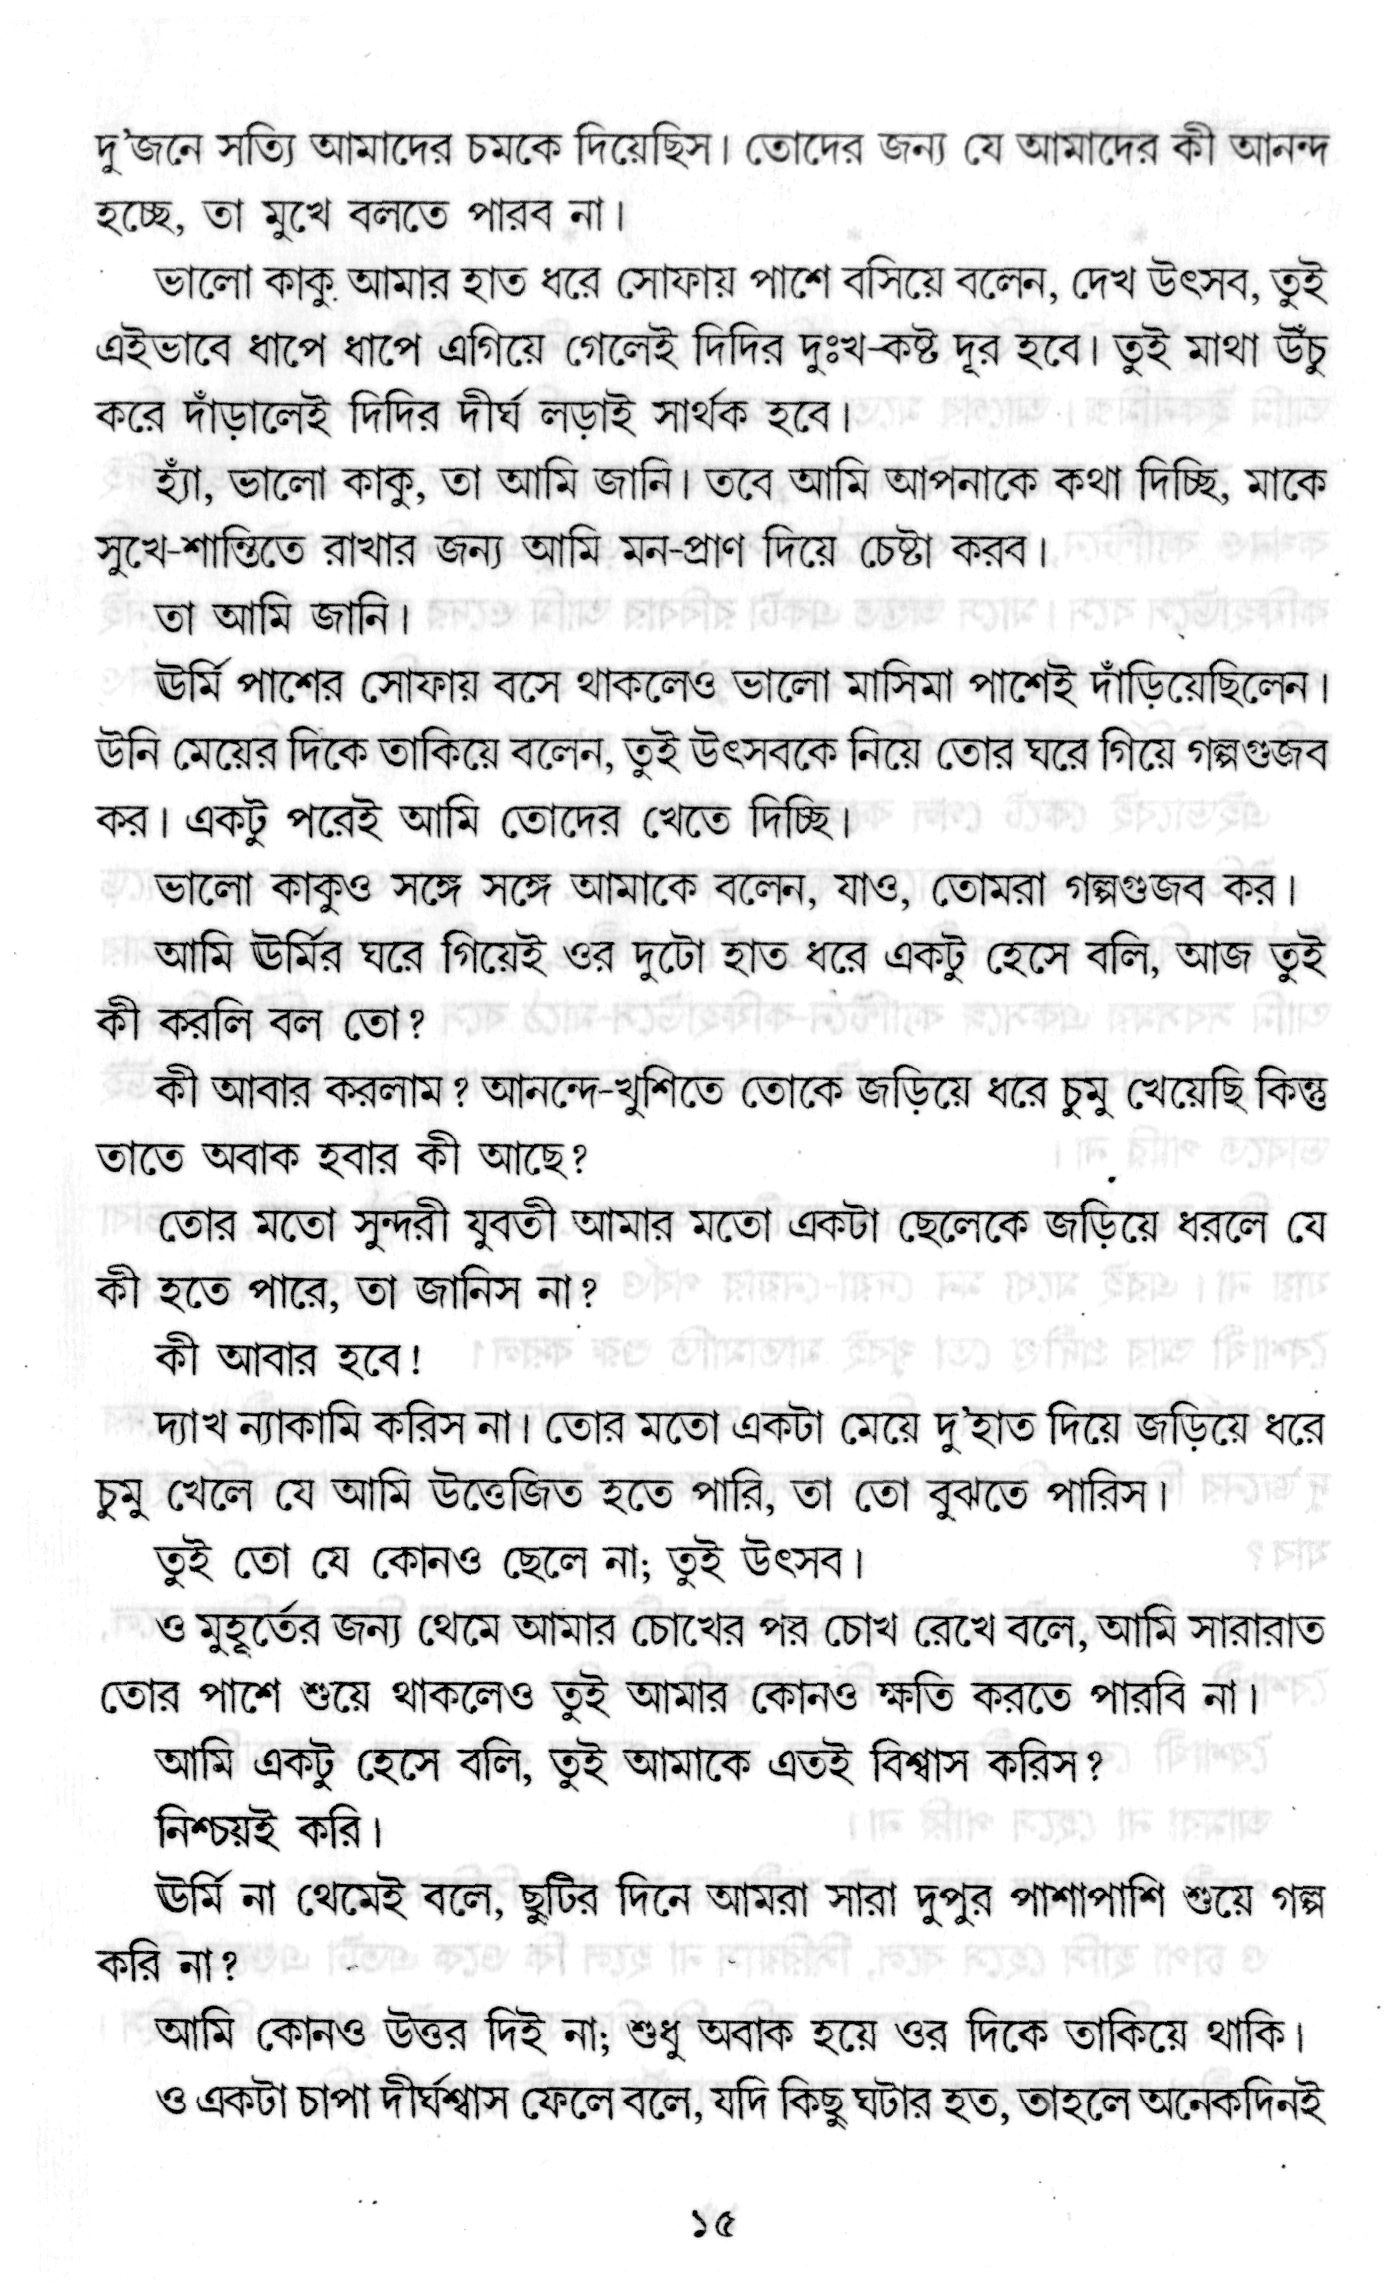 দু'জনে সত্যি আমাদের চমকে দিয়েছিস। তোদের জন্য যে আমাদের কী আনন্দ
হচ্ছে, তা মুখে বলতে পারব না।
ভালো কাকু আমার হাত ধরে সোফায় পাশে বসিয়ে বলেন, দেখ উৎসব, তুই
এইভাবে ধাপে ধাপে এগিয়ে গেলেই দিদির দুঃখ-কষ্ট দূর হবে। তুই মাথা উঁচু
করে দাঁড়ালেই দিদির দীর্ঘ লড়াই সার্থক হবে।
হ্যাঁ, ভালো কাকু, তা আমি জানি। তবে আমি আপনাকে কথা দিচ্ছি, মাকে
সুখে-শান্তিতে রাখার জন্য আমি মন-প্রাণ দিয়ে চেষ্টা করব।
তা আমি জানি।
ঊর্মি পাশের সোফায় বসে থাকলেও ভালো মাসিমা পাশেই দাঁড়িয়েছিলেন।
উনি মেয়ের দিকে তাকিয়ে বলেন, তুই উৎসবকে নিয়ে তোর ঘরে গিয়ে গল্পগুজব
কর। একটু পরেই আমি তোদের খেতে দিচ্ছি।
ভালো কাকুও সঙ্গে সঙ্গে আমাকে বলেন, যাও, তোমরা গল্পগুজব কর।
আমি ঊর্মির ঘরে গিয়েই ওর দুটো হাত ধরে একটু হেসে বলি, আজ তুই
কী করলি বল তো?
কী আবার করলাম? আনন্দে-খুশিতে তোকে জড়িয়ে ধরে চুমু খেয়েছি কিন্তু
তাতে অবাক হবার কী আছে?
তোর মতো সুন্দরী যুবতী আমার মতো একটা ছেলেকে জড়িয়ে ধরলে যে
কী হতে পারে, তা জানিস না?
কী আবার হবে!
দ্যাখ ন্যাকামি করিস না। তোর মতো একটা মেয়ে দু'হাত দিয়ে জড়িয়ে ধরে
চুমু খেলে যে আমি উত্তেজিত হতে পারি, তা তো বুঝতে পারিস।
তুই তো যে কোনও ছেলে না; তুই উৎসব।
ও মুহূর্তের জন্য থেমে আমার চোখের পর চোখ রেখে বলে, আমি সারারাত
তোর পাশে শুয়ে থাকলেও তুই আমার কোনও ক্ষতি করতে পারবি না।
আমি একটু হেসে বলি, তুই আমাকে এতই বিশ্বাস করিস?
নিশ্চয়ই করি।
ঊর্মি না থেমেই বলে, ছুটির দিনে আমরা সারা দুপুর পাশাপাশি শুয়ে গল্প
করি না?
আমি কোনও উত্তর দিই না; শুধু অবাক হয়ে ওর দিকে তাকিয়ে থাকি।
ও একটা চাপা দীর্ঘশ্বাস ফেলে বলে, যদি কিছু ঘটার হত, তাহলে অনেকদিনই
১৫